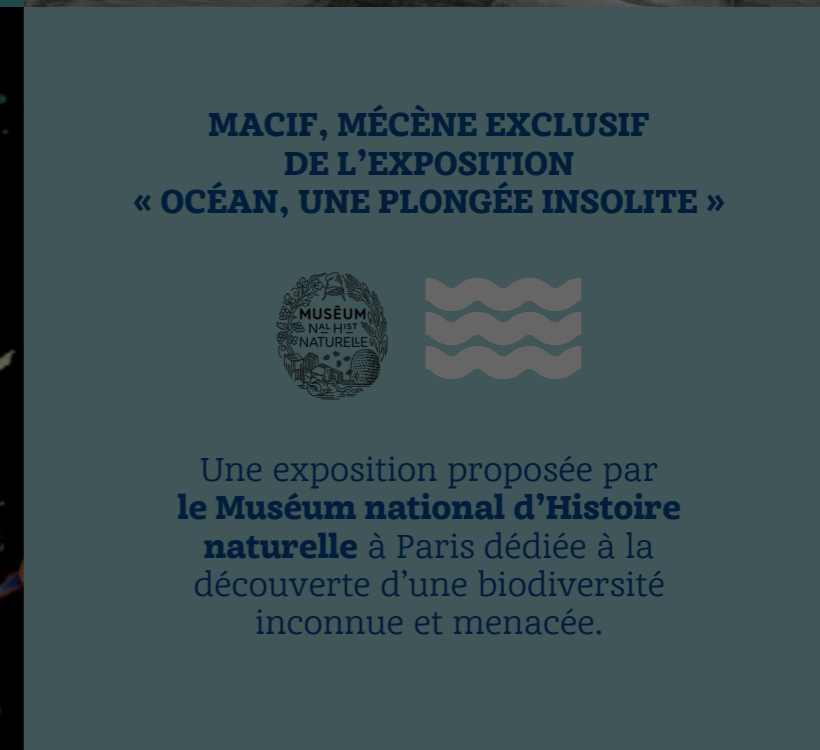 MACIF, MÉCÈNE EXCLUSIF
DE L’EXPOSITION
« OCÉAN, UNE PLONGÉE INSOLITE »
MUSĒUM
NAL HIST
NATURELLE
Une exposition proposée par
le Muséum national d’Histoire
naturelle à Paris dédiée à la
découverte d’une biodiversité
inconnue et menacée.